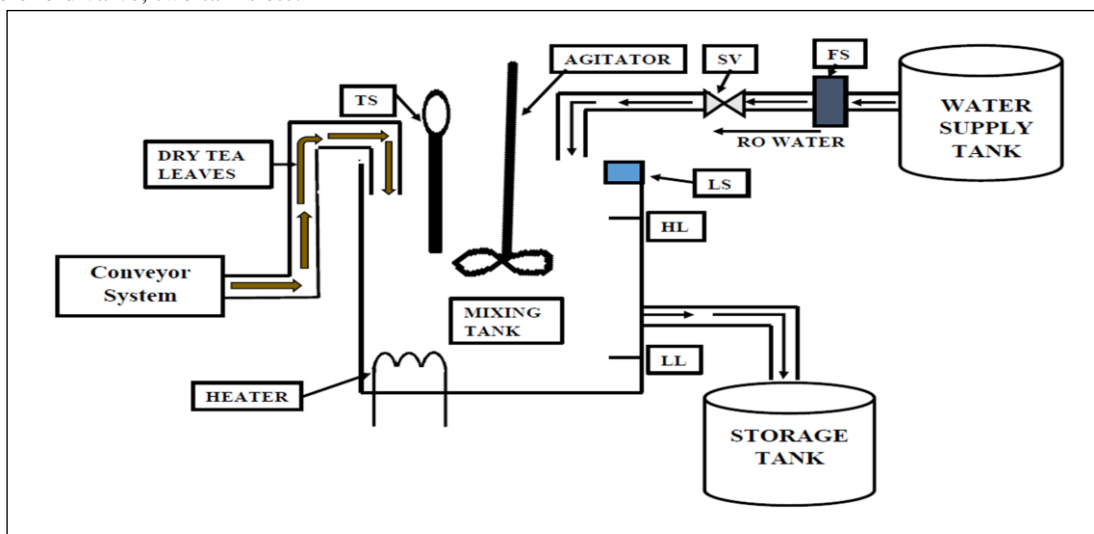 AGITATOR
SV
FS
TS
WATER
SUPPLY
TANK
RO WATER
DRY TEA
LEAVES
LS
HL
Conveyor
System
MIXING
TANK
LL
HEATER
STORAGE
TANK